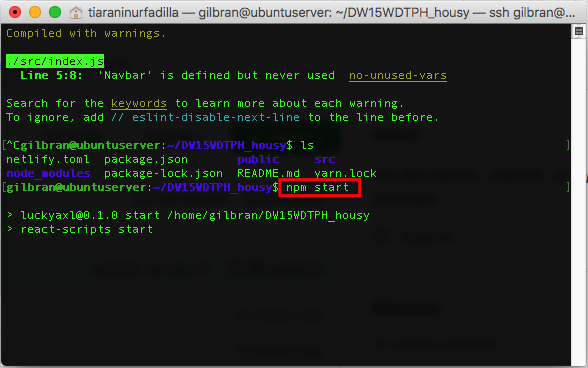 tiaraninurfadilla — gilbran@ubuntuserver: ~/DW15WDTPH_housy — ssh gilbran@...
Compiled with warnings.
./src/index.js
Line 5:8: 'Navbar' is defined but never used no-unused-vars
Search for the keywords to learn more about each warning.
To ignore, add // eslint-disable-next-line to the line before.
[^Cgilbran@ubuntuserver:~/DW15WDTPH_housy$ ls ]
netlify.toml package.json public src
node_modules package-lock.json README.md yarn.lock
[gilbran@ubuntuserver:~/DW15WDTPH_housy$ npm start ]
> luckyaxl@0.1.0 start /home/gilbran/DW15WDTPH_housy
> react-scripts start